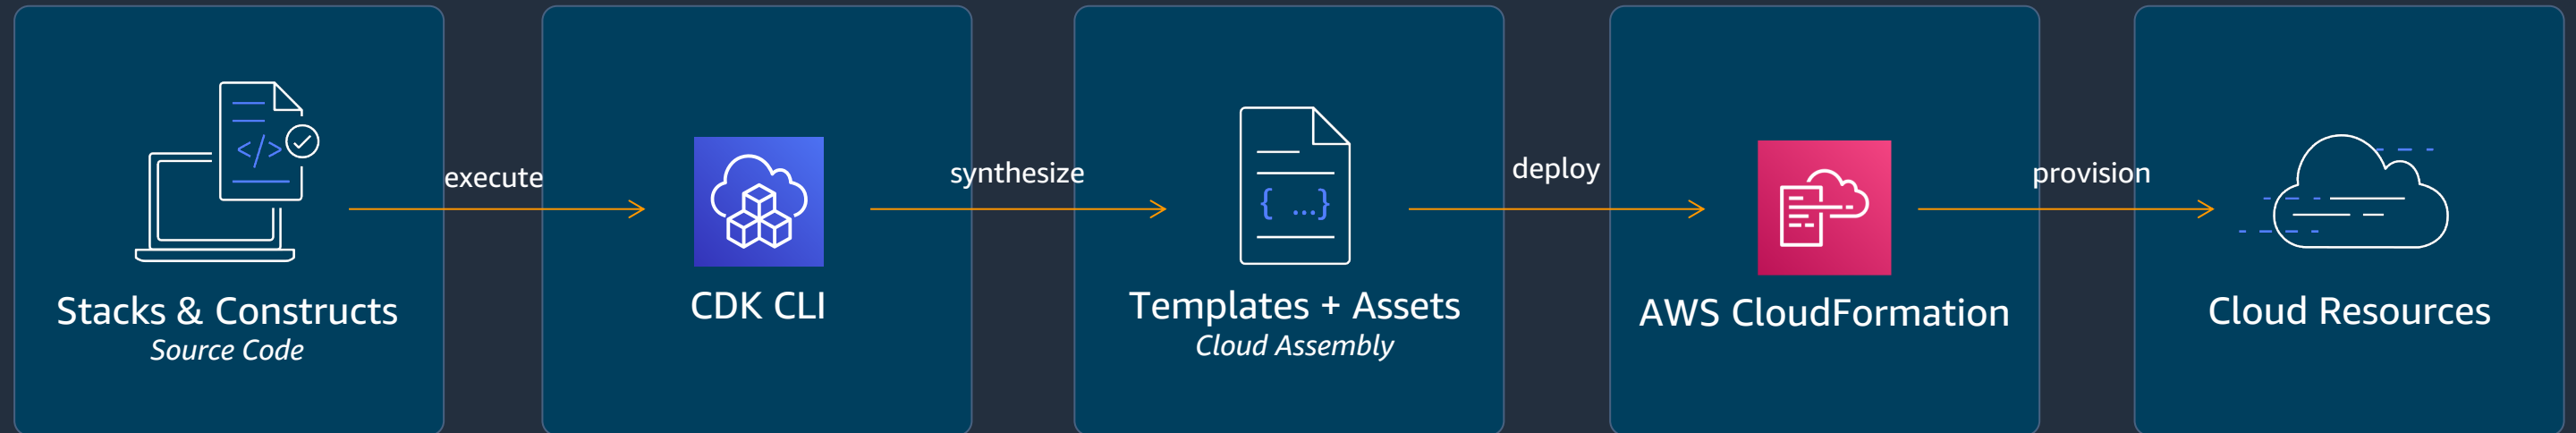 </>
Stacks & Constructs
Source Code
execute
CDK CLI
synthesize
{ ...}
Templates + Assets
Cloud Assembly
deploy
AWS CloudFormation
provision
Cloud Resources